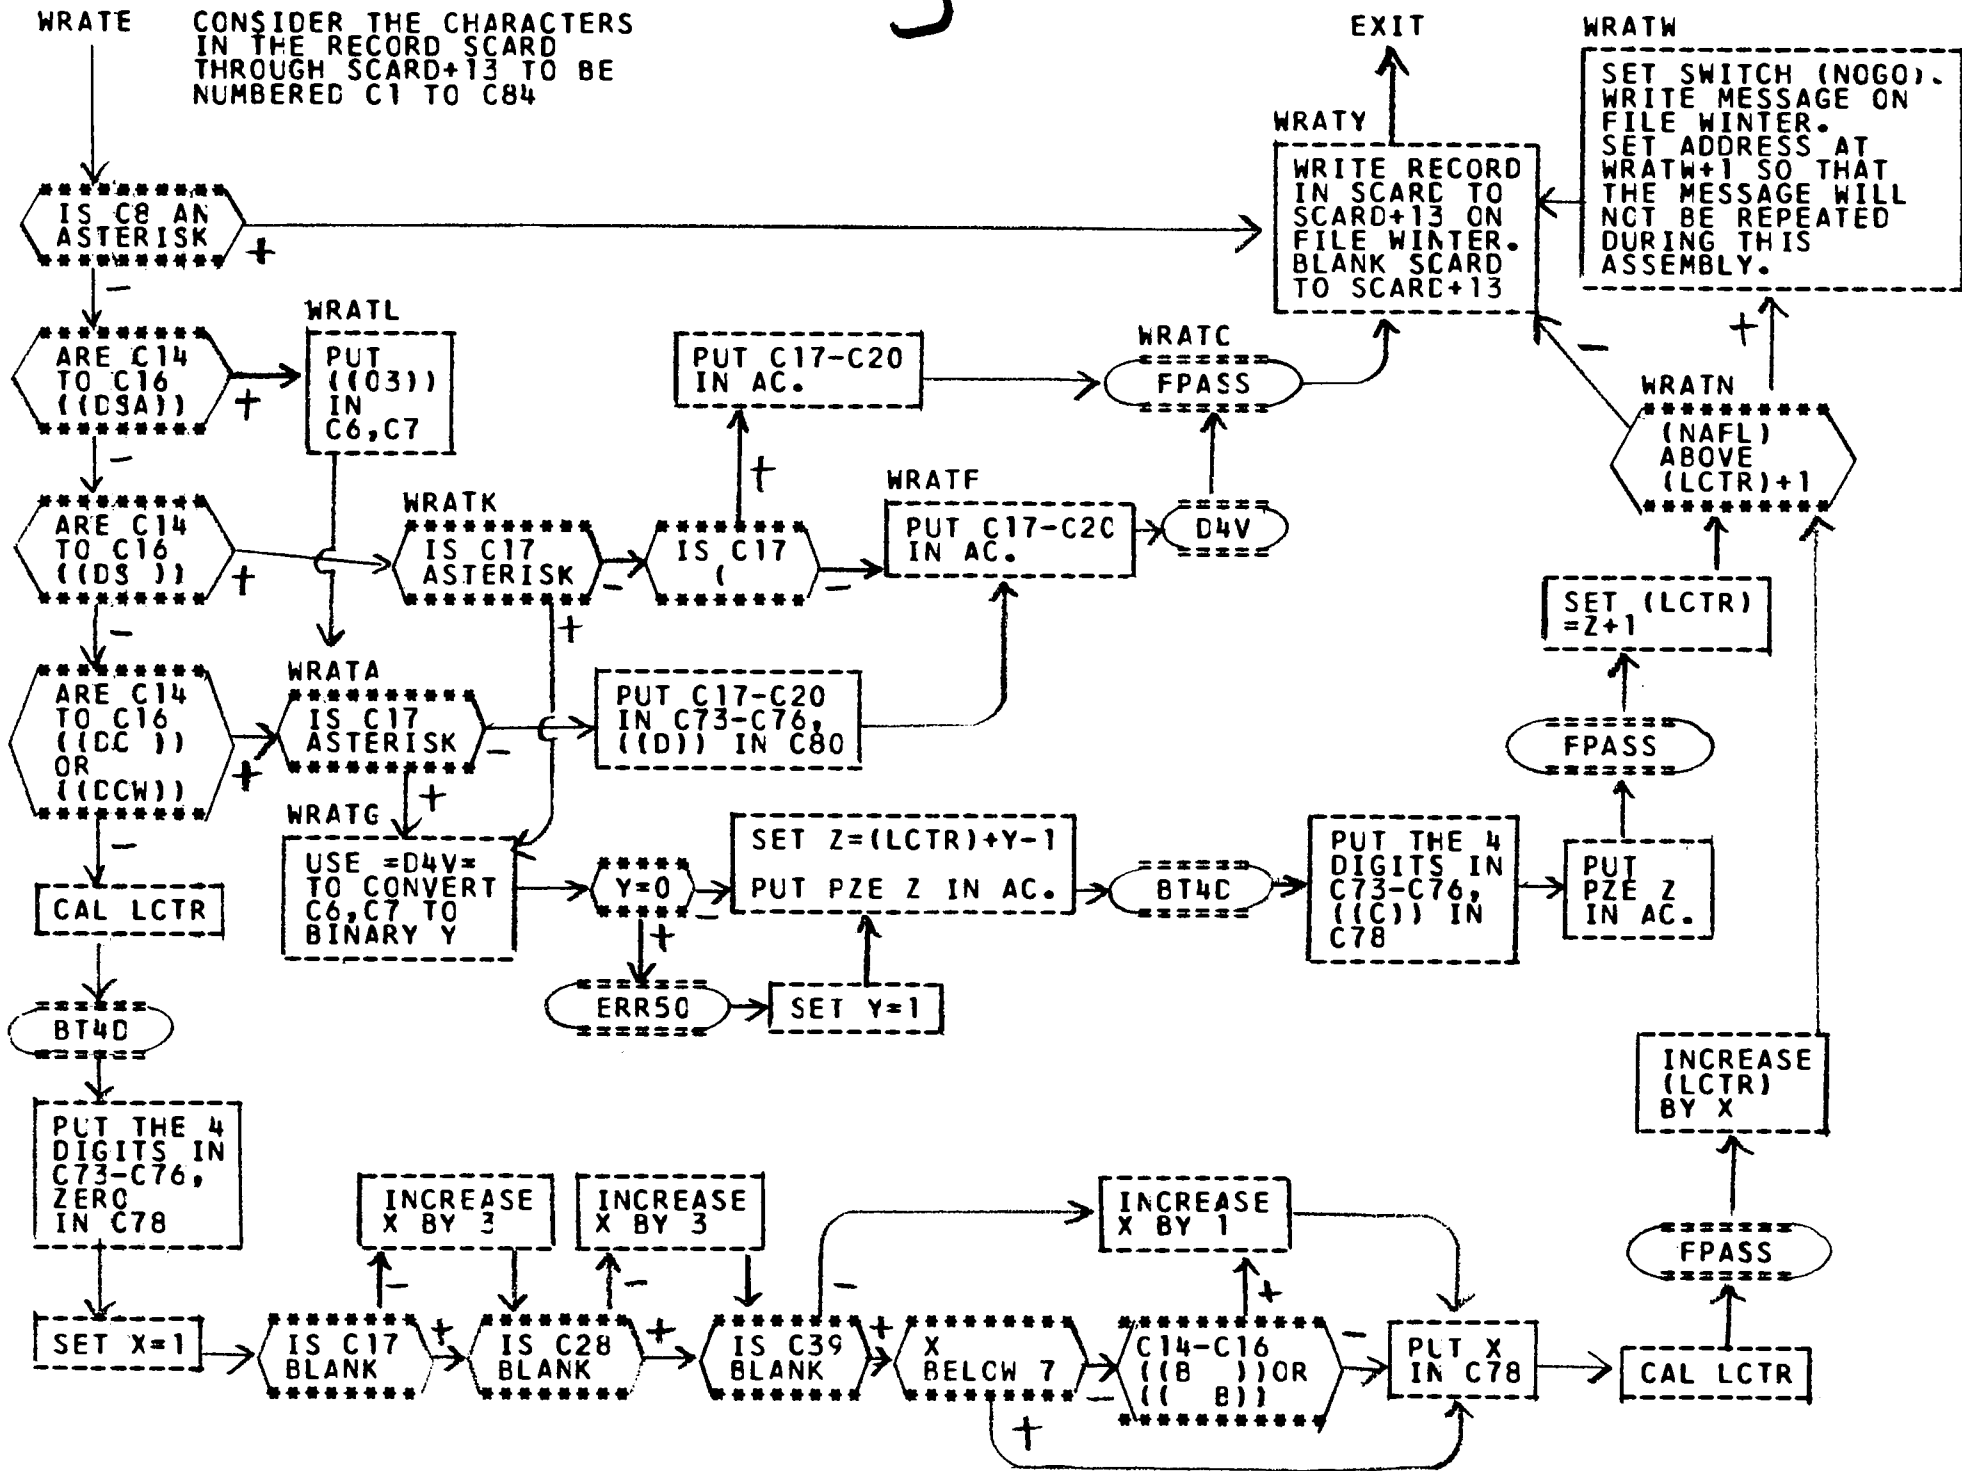 WRATE
CONSIDER THE CHARACTERS
IN THE RECORD SCARD
THROUGH SCARD+13 TO BE
NUMBERED C1 TO C84
EXIT
WRATW
SET SWITCH (NOGO).
WRITE MESSAGE ON
FILE WINTER.
SET ADDRESS AT
WRATW+1 SO THAT
THE MESSAGE WILL
NOT BE REPEATED
DURING THIS
ASSEMBLY.
WRATY
WRITE RECORD
IN SCARD TO
SCARD+13 ON
FILE WINTER.
BLANK SCARD
TO SCARD+13
IS C8 AN
ASTERISK
+
-
ARE C14
TO C16
((DSA))
+
-
WRATL
PUT
((03))
IN
C6,C7
PUT C17-C20
IN AC.
WRATC
FPASS
+
-
WRATN
(NAFL)
ABOVE
(LCTR)+1
ARE C14
TO C16
((DS ))
+
-
WRATK
IS C17
ASTERISK
-
+
IS C17
(
+
-
WRATF
PUT C17-C20
IN AC.
D4V
SET (LCTR)
=Z+1
ARE C14
TO C16
((DC ))
OR
((DCW))
+
-
WRATA
IS C17
ASTERISK
-
+
PUT C17-C20
IN C73-C76,
((D)) IN C80
FPASS
WRATG
USE =D4V=
TO CONVERT
C6,C7 TO
BINARY Y
Y=0
-
+
SET Z=(LCTR)+Y-1
PUT PZE Z IN AC.
BT4D
PUT THE 4
DIGITS IN
C73-C76,
((C)) IN
C78
PUT
PZE Z
IN AC.
CAL LCTR
ERR50
SET Y=1
BT4D
INCREASE
(LCTR)
BY X
PUT THE 4
DIGITS IN
C73-C76,
ZERO
IN C78
INCREASE
X BY 3
INCREASE
X BY 3
INCREASE
X BY 1
FPASS
SET X=1
IS C17
BLANK
-
+
IS C28
BLANK
-
+
IS C39
BLANK
-
+
X
BELOW 7
-
+
C14-C16
((B  ))OR
((  B))
+
-
PUT X
IN C78
CAL LCTR